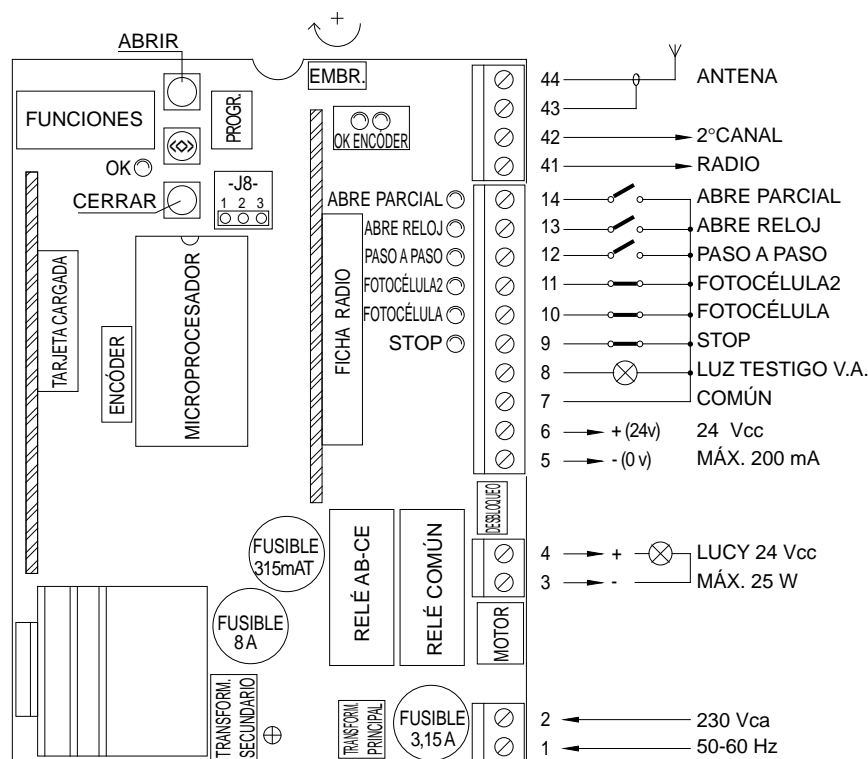 ABRIR
+
EMBR.
FUNCIONES
PROGR.
OK ENCÓDER
OK
CERRAR
-J8-
1 2 3
TARJETA CARGADA
ENCÓDER
MICROPROCESADOR
FICHA RADIO
ABRE PARCIAL
ABRE RELOJ
PASO A PASO
FOTOCÉLULA2
FOTOCÉLULA
STOP
44 ANTENA
43
42 2°CANAL
41 RADIO
14 ABRE PARCIAL
13 ABRE RELOJ
12 PASO A PASO
11 FOTOCÉLULA2
10 FOTOCÉLULA
9 STOP
8 LUZ TESTIGO V.A.
7 COMÚN
6 + (24v) 24 Vcc
5 - (0 v) MÁX. 200 mA
DESBLOQUEO
FUSIBLE
315mAT
RELÉ AB-CE
RELÉ COMÚN
4 + LUCY 24 Vcc
3 - MÁX. 25 W
FUSIBLE
8 A
MOTOR
TRANSFORM.
SECUNDARIO
TRANSFORM.
PRINCIPAL
FUSIBLE
3,15 A
2 230 Vca
1 50-60 Hz